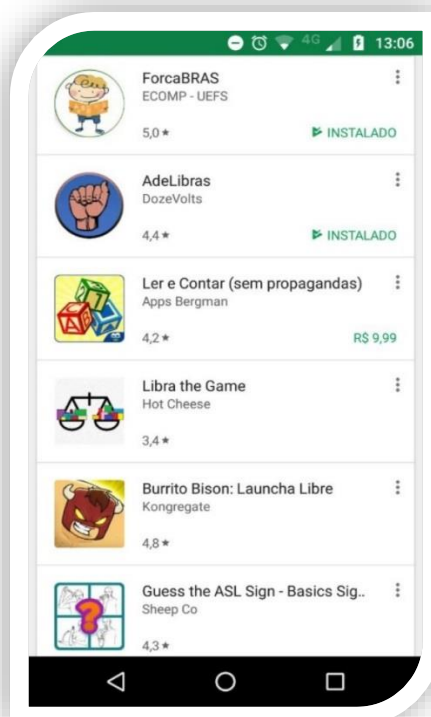 4G 13:06
ForcaBRAS
ECOMP - UEFS
5,0 ★ INSTALADO
AdeLibras
DozeVolts
4,4 ★ INSTALADO
Ler e Contar (sem propagandas)
Apps Bergman
4,2 ★ R$ 9,99
Libra the Game
Hot Cheese
3,4 ★
Burrito Bison: Launcha Libre
Kongregate
4,8 ★
Guess the ASL Sign - Basics Sig..
Sheep Co
4,3 ★